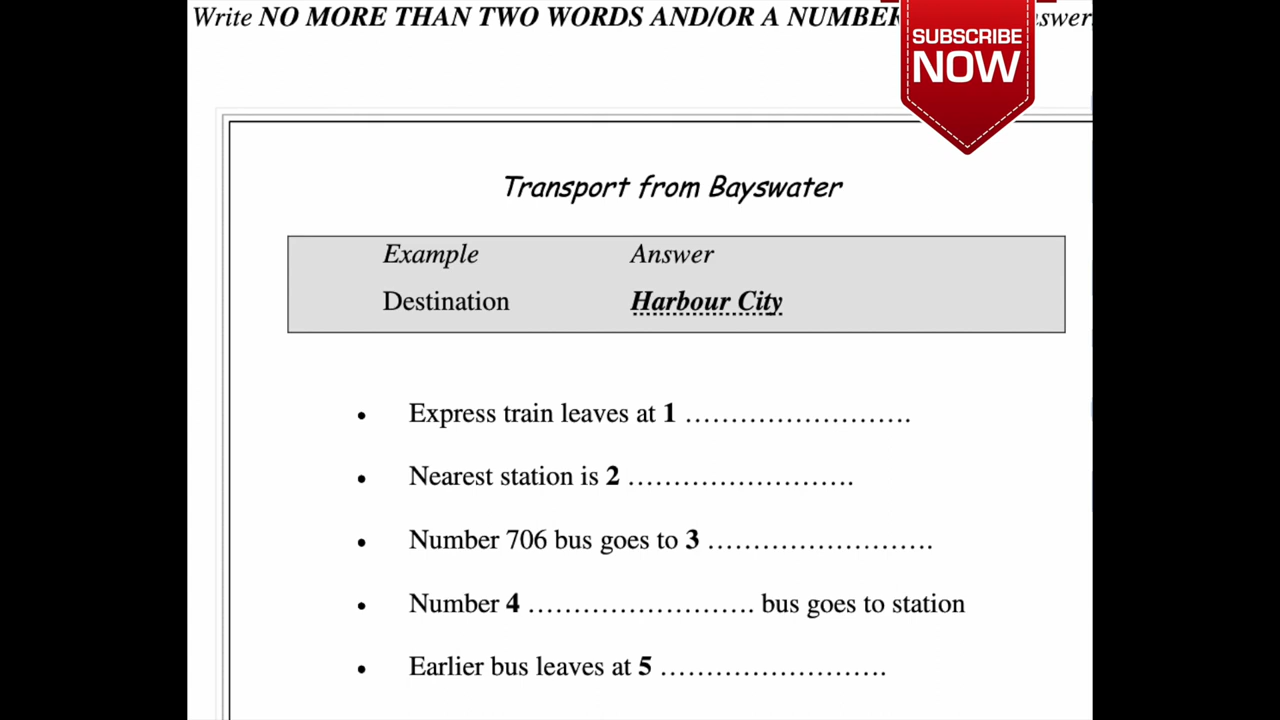 Write NO MORE THAN TWO WORDS AND/OR A NUMBER
SUBSCRIBE
NOW
Transport from Bayswater
Example Answer
Destination Harbour City
• Express train leaves at 1 ……………………….
• Nearest station is 2 ……………………….
• Number 706 bus goes to 3 ……………………….
• Number 4 ………………………. bus goes to station
• Earlier bus leaves at 5 ……………………….